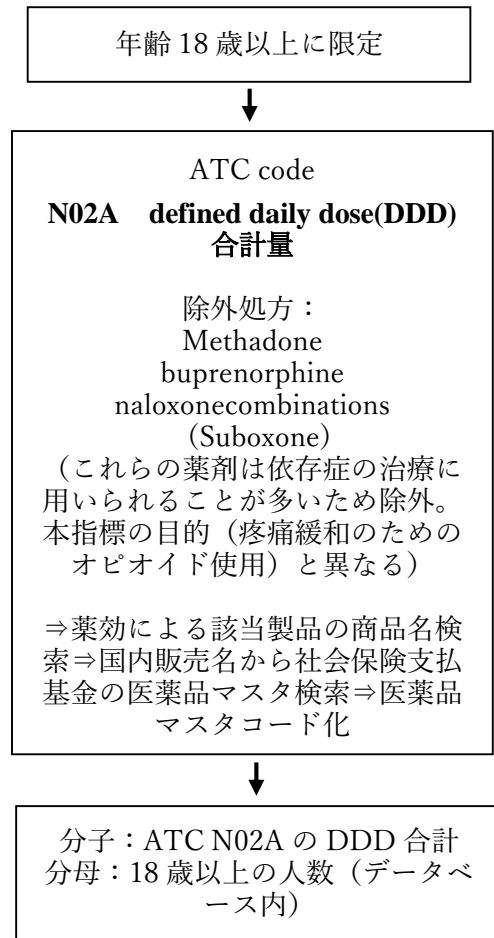 年齢 18 歳以上に限定
ATC code
N02A defined daily dose(DDD)
合計量
除外処方：
Methadone
buprenorphine
naloxonecombinations
（Suboxone）
（これらの薬剤は依存症の治療に
用いられることが多いため除外。
本指標の目的（疼痛緩和のための
オピオイド使用）と異なる）
⇒薬効による該当製品の商品名検
索⇒国内販売名から社会保険支払
基金の医薬品マスタ検索⇒医薬品
マスタコード化
分子：ATC N02A の DDD 合計
分母：18 歳以上の人数（データベ
ース内）